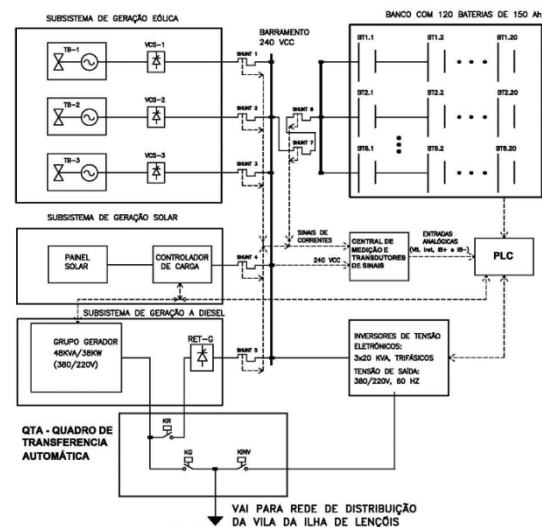 SUBSISTEMA DE GERAÇÃO EÓLICA
TB-1
VCS-1
TB-2
VCS-2
TB-3
VCS-3
BARRAMENTO
240 VCC
SHUNT 1
SHUNT 2
SHUNT 3
SHUNT 6
SHUNT 7
BANCO COM 120 BATERIAS DE 150 Ah
BT1.1
BT1.2
BT1.20
BT2.1
BT2.2
BT2.20
BT6.1
BT6.2
BT6.20
SUBSISTEMA DE GERAÇÃO SOLAR
PAINEL
SOLAR
CONTROLADOR
DE CARGA
SHUNT 4
SINAIS DE
CORRENTES
240 VCC
CENTRAL DE
MEDIÇÃO E
TRANSDUTORES
DE SINAIS
ENTRADAS
ANALÓGICAS
(VB, Inst, IB+ e IB-)
PLC
SUBSISTEMA DE GERAÇÃO A DIESEL
GRUPO GERADOR
48KVA/38KW
(380/220V)
RET-G
SHUNT 5
INVERSORES DE TENSÃO
ELETRÔNICOS:
3x20 KVA, TRIFÁSICOS
TENSÃO DE SAÍDA:
380/220V, 60 HZ
QTA - QUADRO DE
TRANSFERENCIA
AUTOMÁTICA
KR
KG
KINV
VAI PARA REDE DE DISTRIBUIÇÃO
DA VILA DA ILHA DE LENÇÓIS